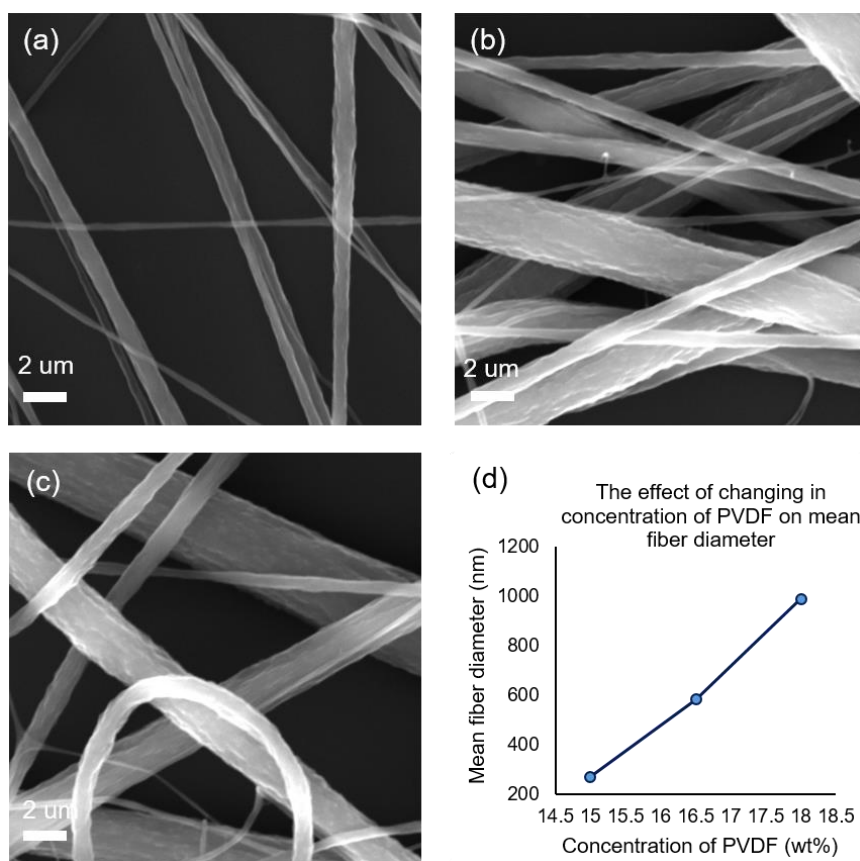 (a)
2 um
(b)
2 um
(c)
2 um
(d)
The effect of changing in
concentration of PVDF on mean
fiber diameter
Mean fiber diameter (nm)
1200
1000
800
600
400
200
14.5 15 15.5 16 16.5 17 17.5 18 18.5
Concentration of PVDF (wt%)